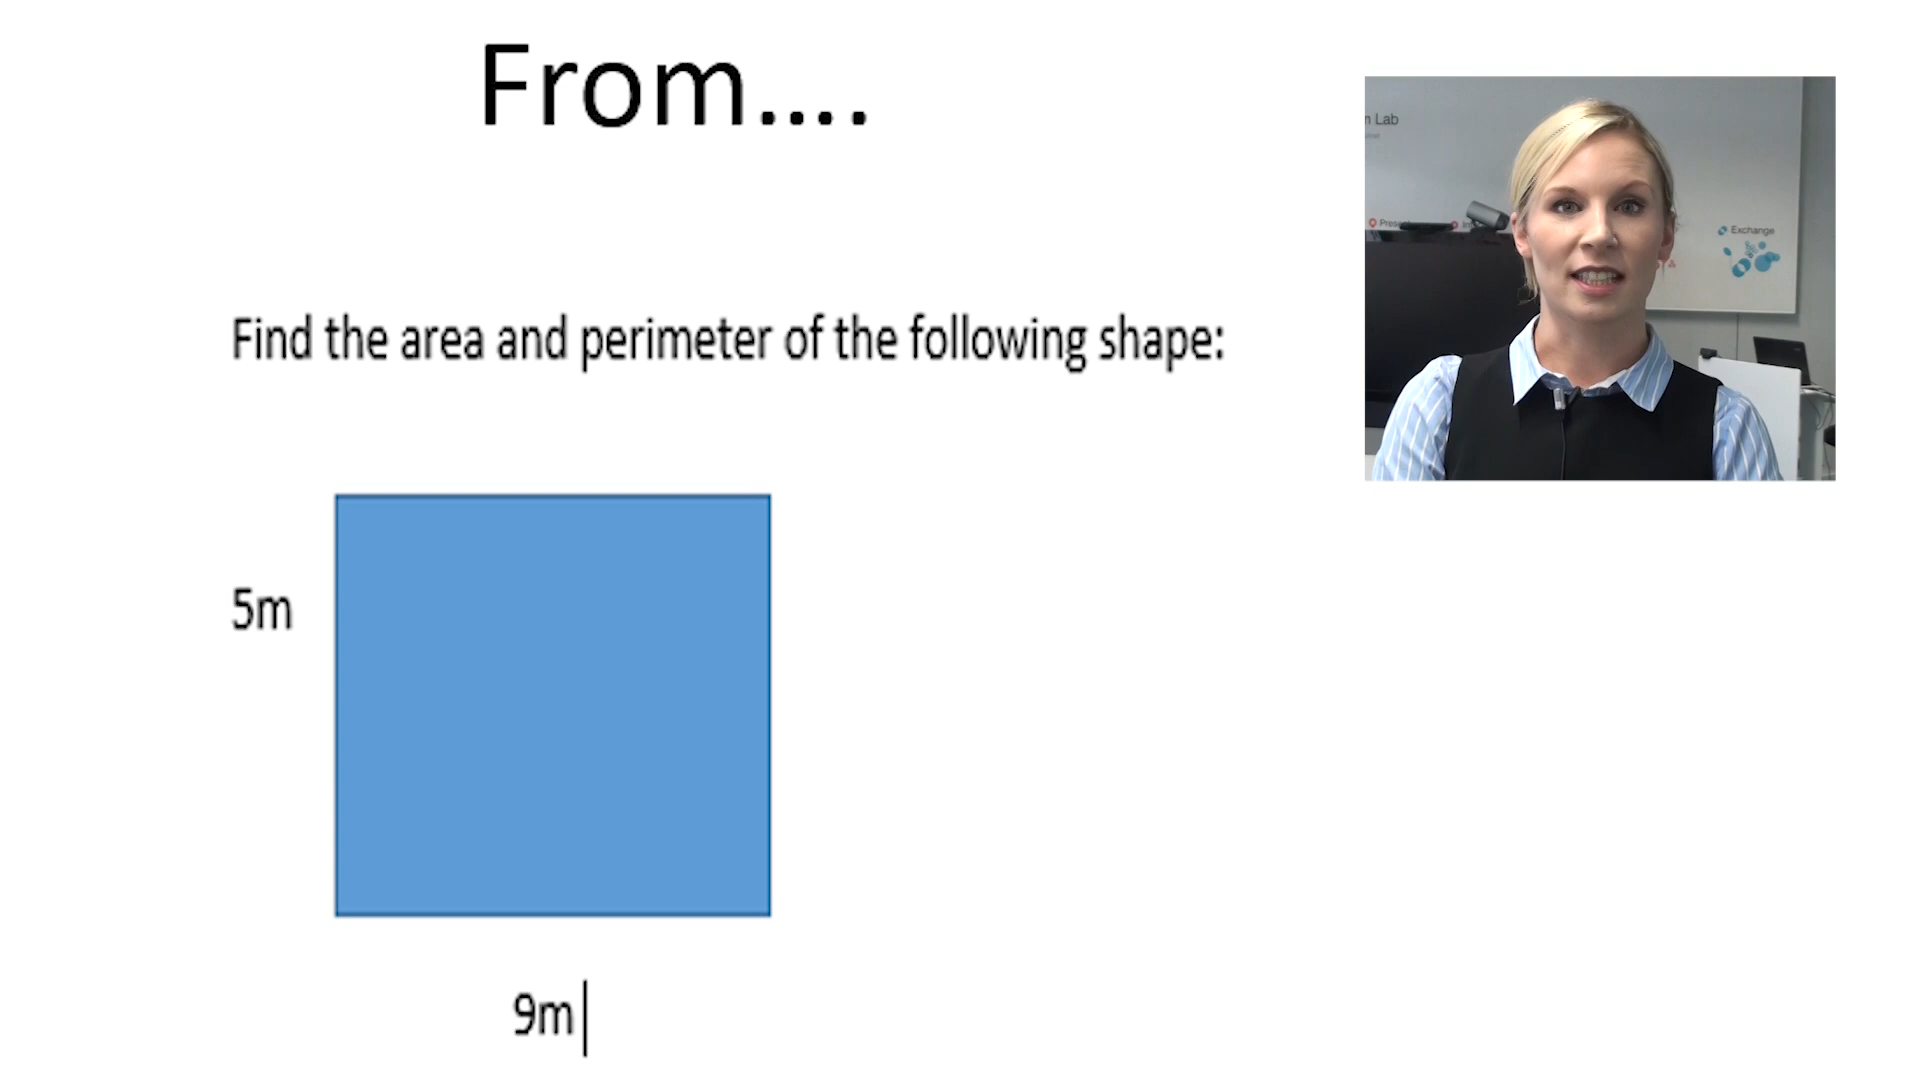 From....
n Lab
Exchange
Find the area and perimeter of the following shape:
5m
9m